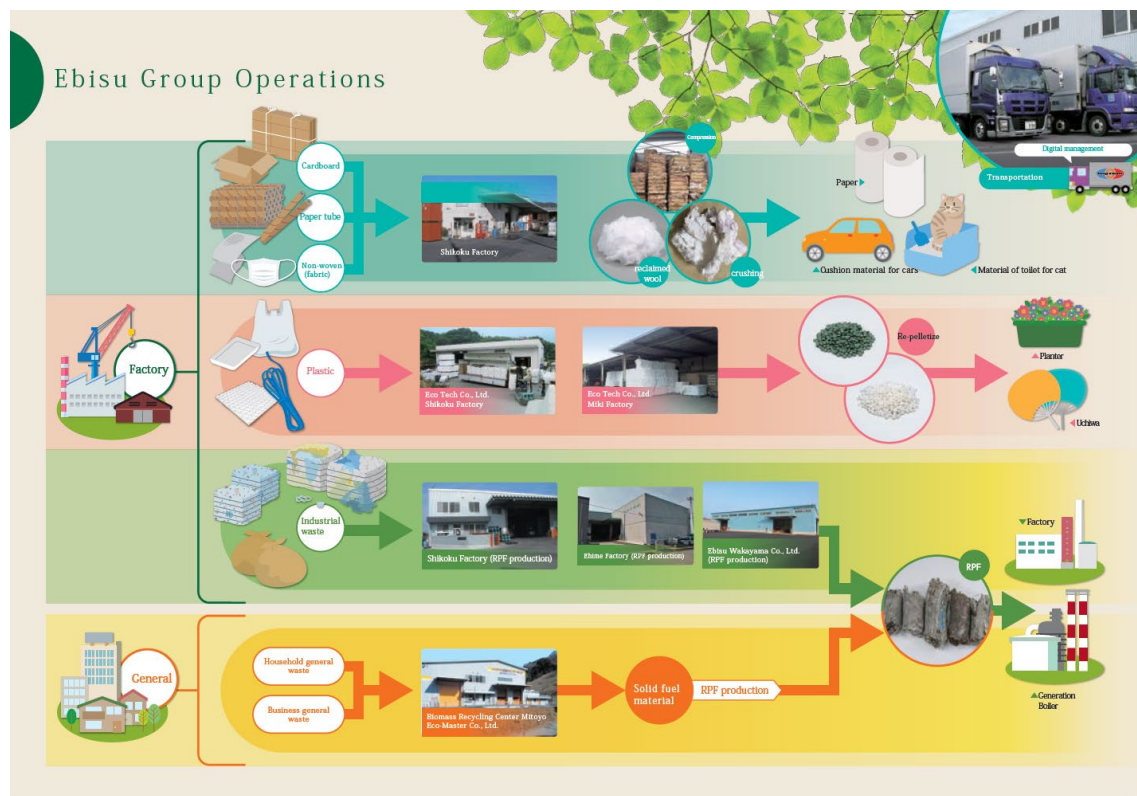 Ebisu Group Operations
Digital management
Transportation
Cardboard
Paper tube
Non-woven
(fabric)
Shikoku Factory
Compression
reclaimed
wool
crushing
Paper
Cushion material for cars
Material of toilet for cat
Factory
Plastic
Eco Tech Co., Ltd.
Shikoku Factory
Eco Tech Co., Ltd.
Miki Factory
Re-pelletize
Planter
Uchiwa
Industrial
waste
Shikoku Factory (RPF production)
Ehime Factory (RPF production)
Ebisu Wakayama Co., Ltd.
(RPF production)
RPF
Factory
Generation
Boiler
General
Household general
waste
Business general
waste
Biomass Recycling Center Mitoyo
Eco-Master Co., Ltd.
Solid fuel
material
RPF production